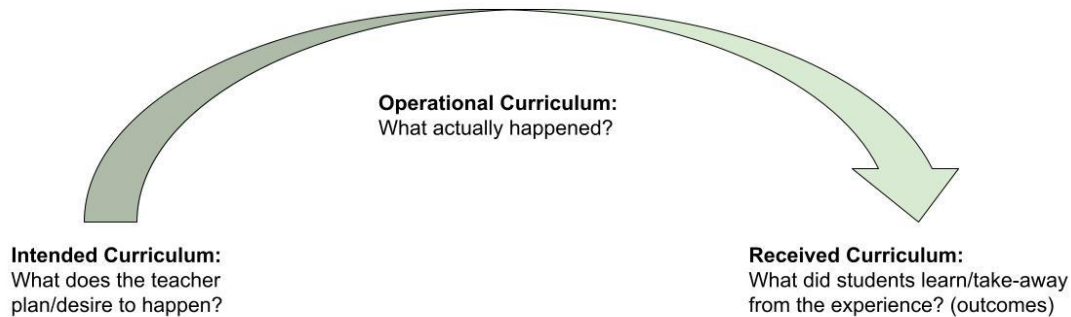 Operational Curriculum:
What actually happened?
Intended Curriculum:
What does the teacher
plan/desire to happen?
Received Curriculum:
What did students learn/take-away
from the experience? (outcomes)